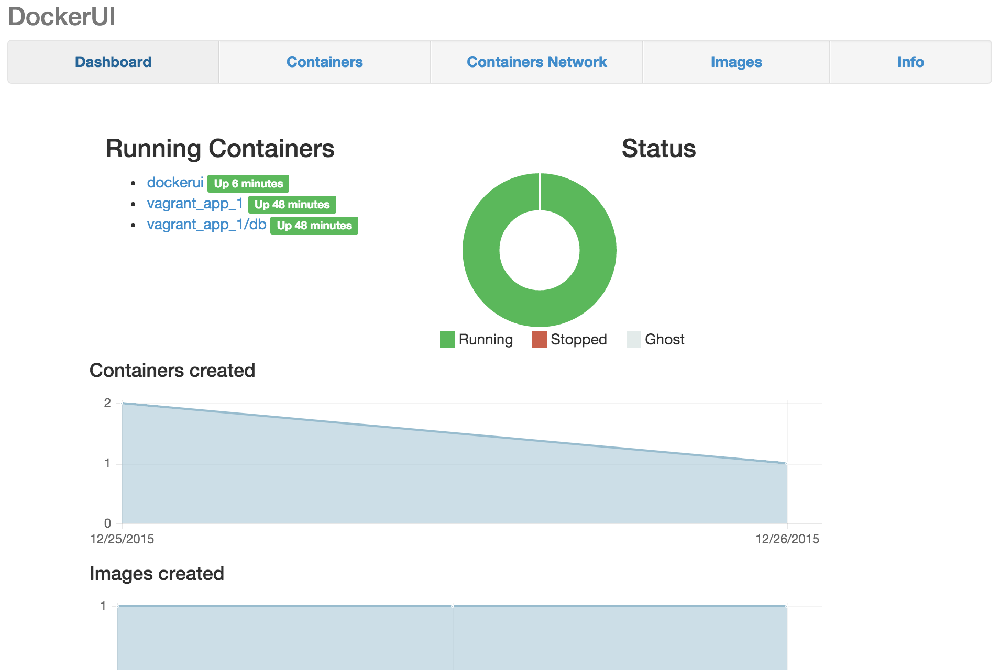 DockerUI
Dashboard Containers Containers Network Images Info
Running Containers
dockerui Up 6 minutes
vagrant_app_1 Up 48 minutes
vagrant_app_1/db Up 48 minutes
Status
Running Stopped Ghost
Containers created
2
1
0
12/25/2015 12/26/2015
Images created
1